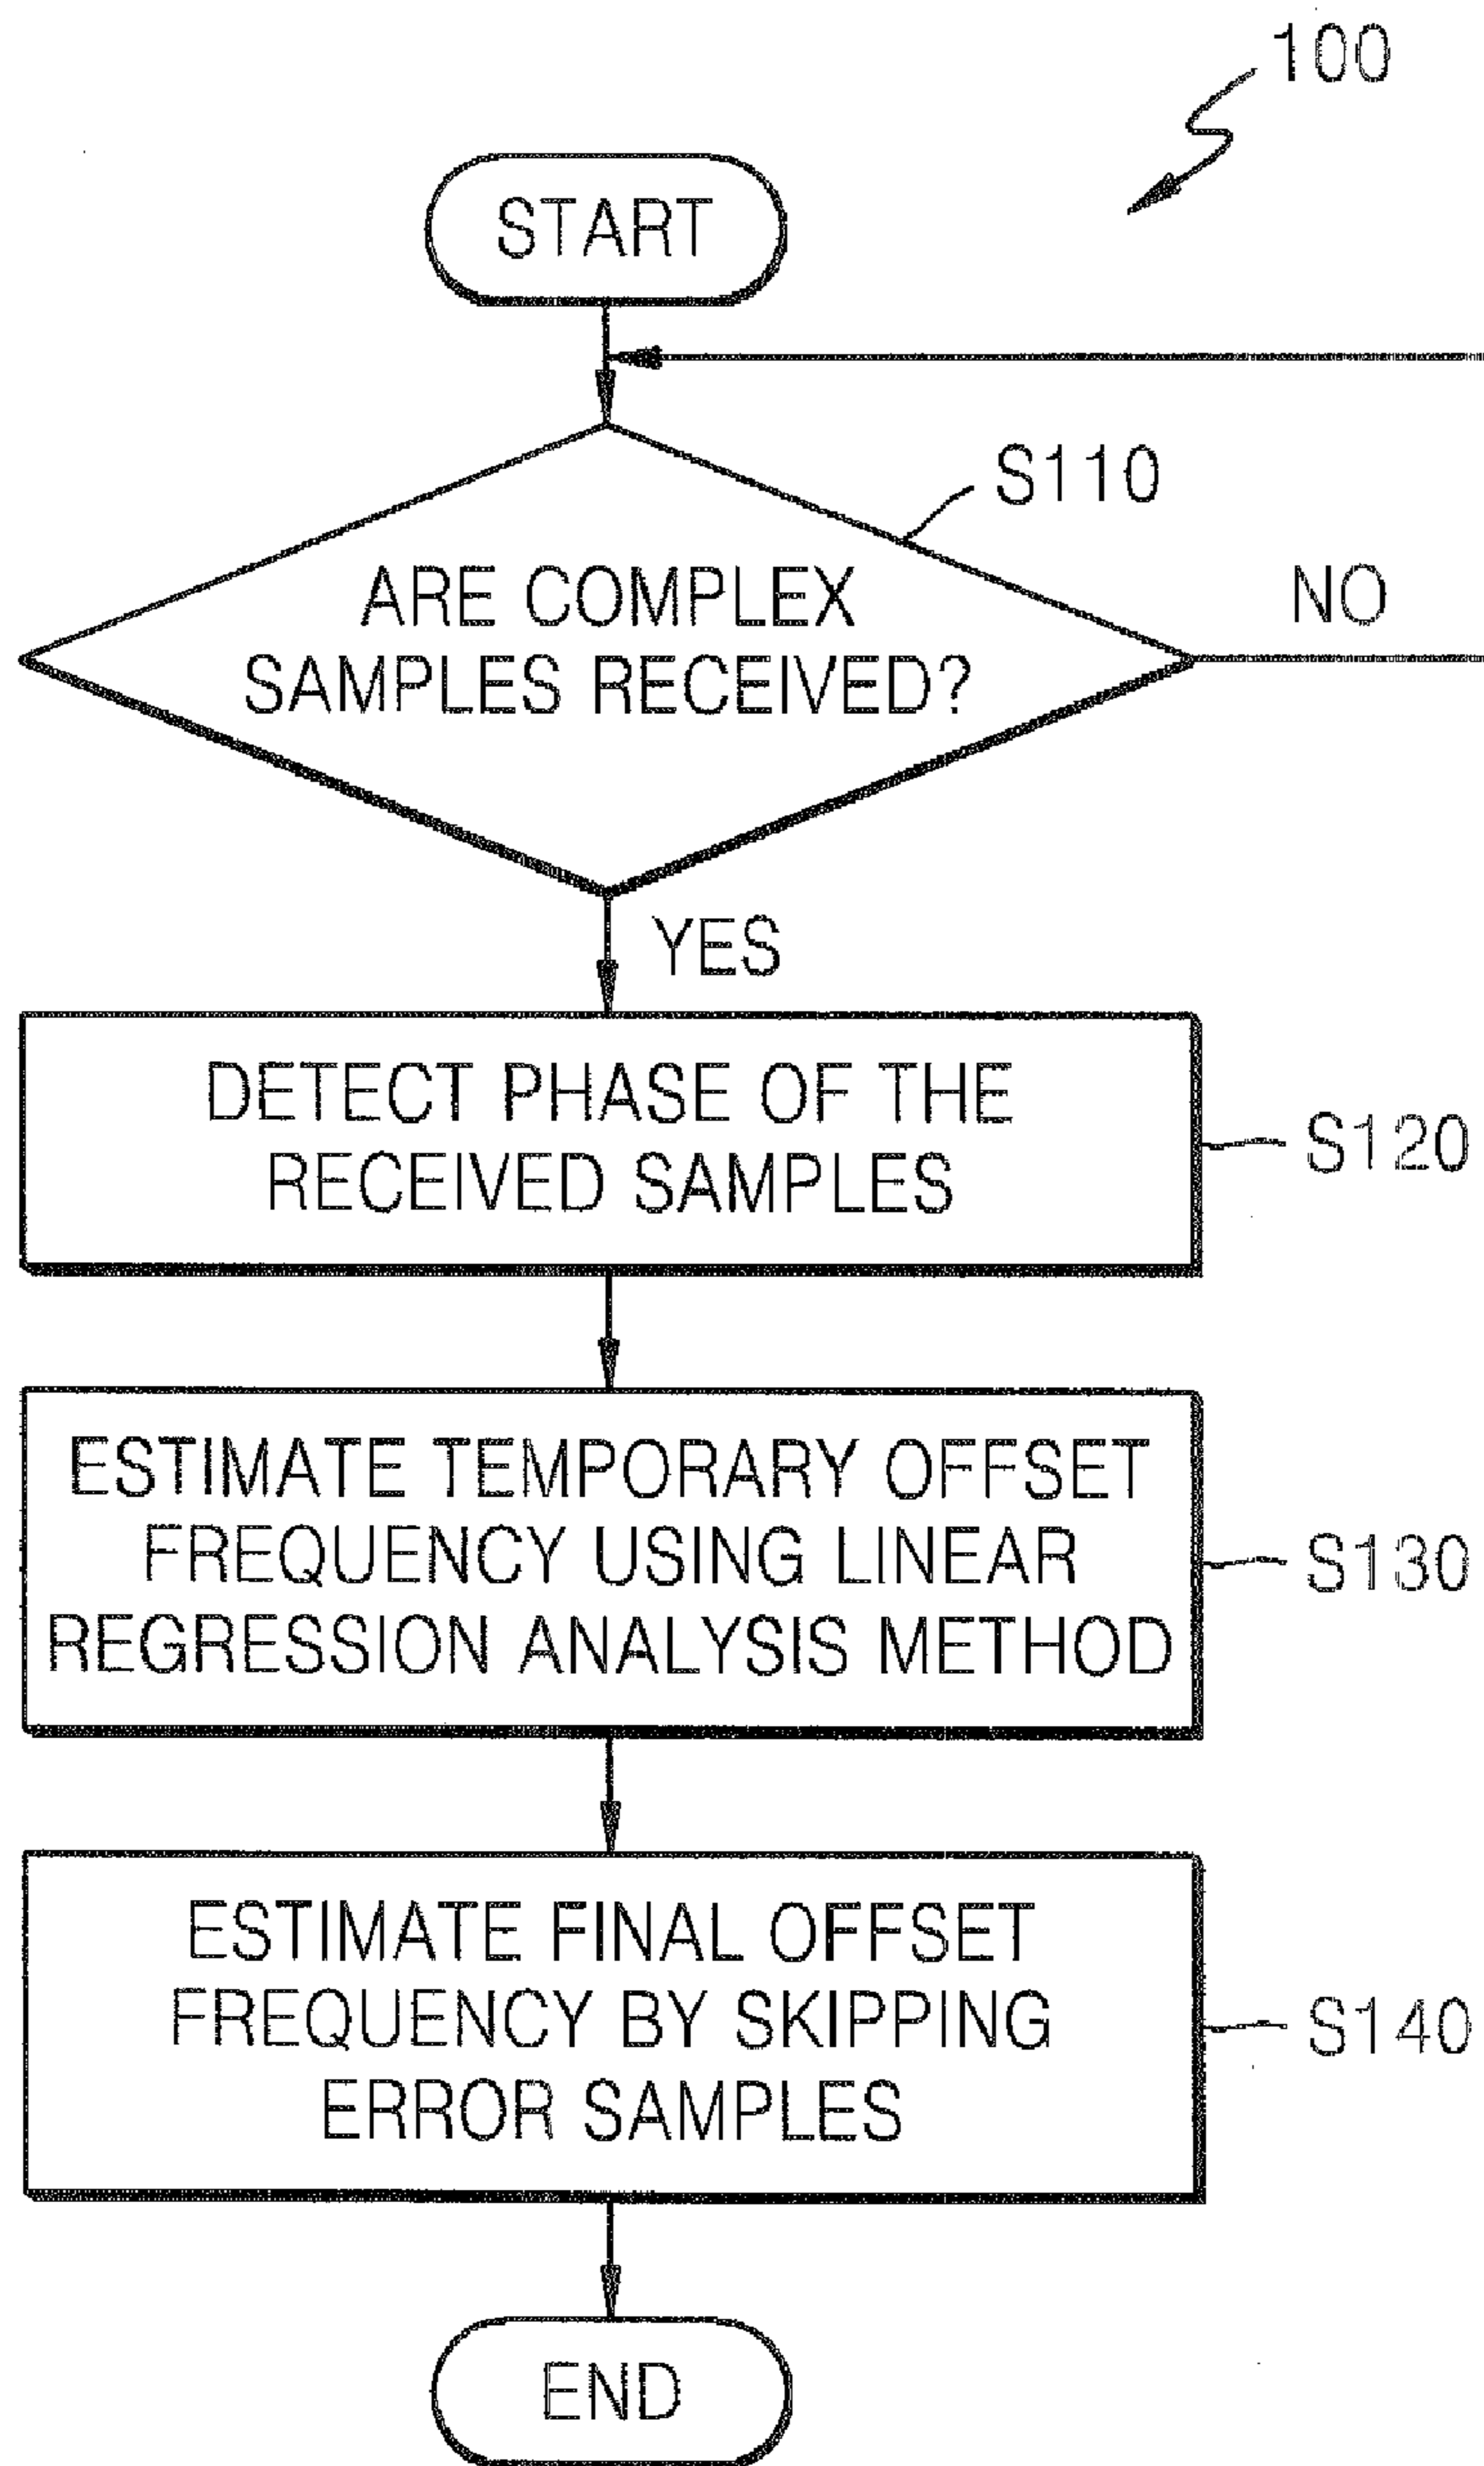 100
START
S110
ARE COMPLEX
SAMPLES RECEIVED?
NO
YES
DETECT PHASE OF THE
RECEIVED SAMPLES
S120
ESTIMATE TEMPORARY OFFSET
FREQUENCY USING LINEAR
REGRESSION ANALYSIS METHOD
S130
ESTIMATE FINAL OFFSET
FREQUENCY BY SKIPPING
ERROR SAMPLES
S140
END